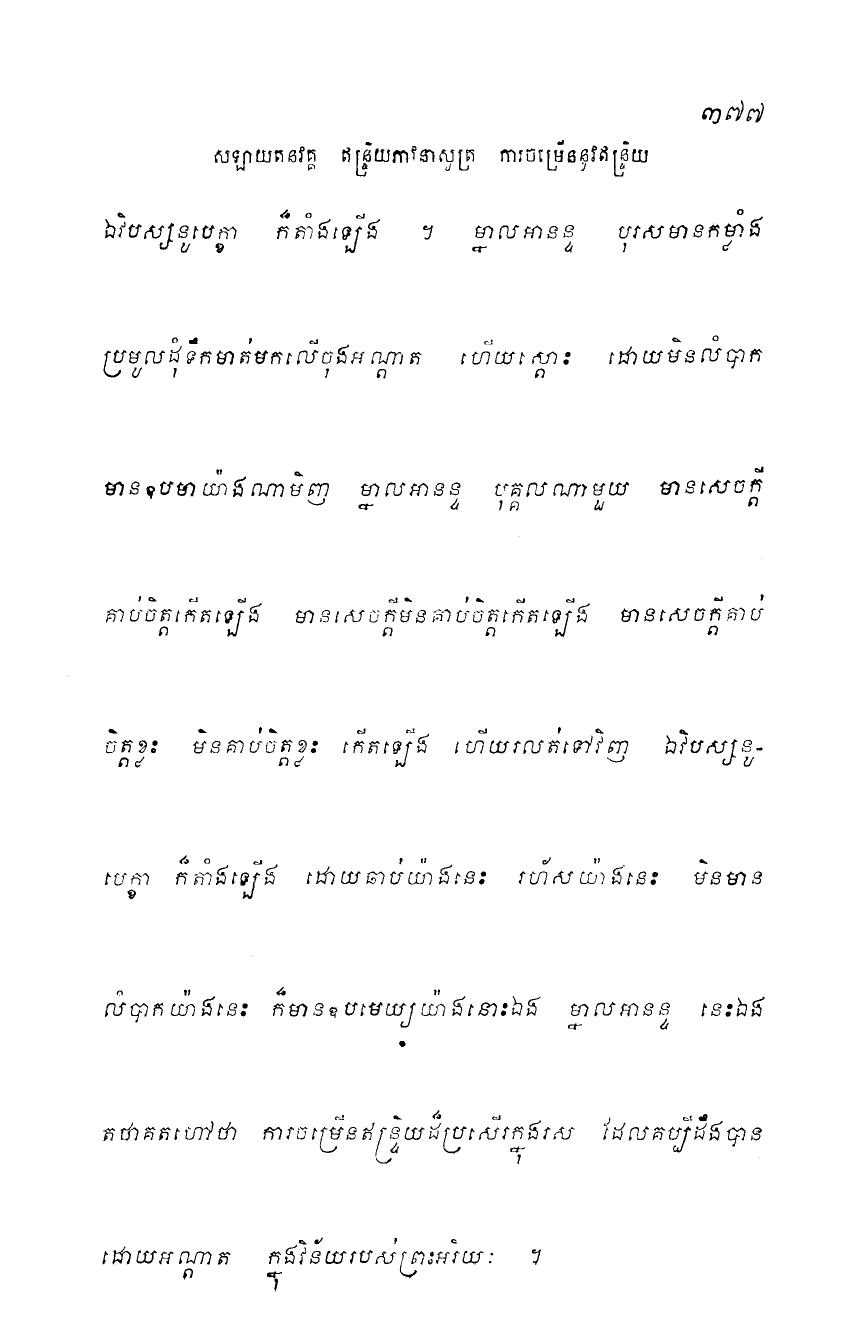 ៣៧៧
សឡាយតនវគ្គ ឥន្ទ្រិយភាវនាសូត្រ ការចម្រើននូវឥន្ទ្រិយ
ឯវិបស្សនូបេក្ខា ក៏តាំងឡើង ។ ម្នាលអានន្ទ បុរសមានកម្លាំង
ប្រមូលដុំទឹកមាត់មកលើចុងអណ្តាត ហើយស្តោះ ដោយមិនលំបាក
មានឧបមាយ៉ាងណាមិញ ម្នាលអានន្ទ បុគ្គលណាមួយ មានសេចក្តី
គាប់ចិត្តកើតឡើង មានសេចក្តីមិនគាប់ចិត្តកើតឡើង មានសេចក្តីគាប់
ចិត្តខ្លះ មិនគាប់ចិត្តខ្លះ កើតឡើង ហើយរលត់ទៅវិញ ឯវិបស្សនូ-
បេក្ខា ក៏តាំងឡើង ដោយឆាប់យ៉ាងនេះ រហ័សយ៉ាងនេះ មិនមាន
លំបាកយ៉ាងនេះ ក៏មានឧបមេយ្យយ៉ាងនោះឯង ម្នាលអានន្ទ នេះឯង
តថាគតហៅថា ការចម្រើនឥន្ទ្រិយដ៏ប្រសើរក្នុងរស ដែលគប្បីដឹងបាន
ដោយអណ្តាត ក្នុងវិន័យរបស់ព្រះអរិយៈ ។